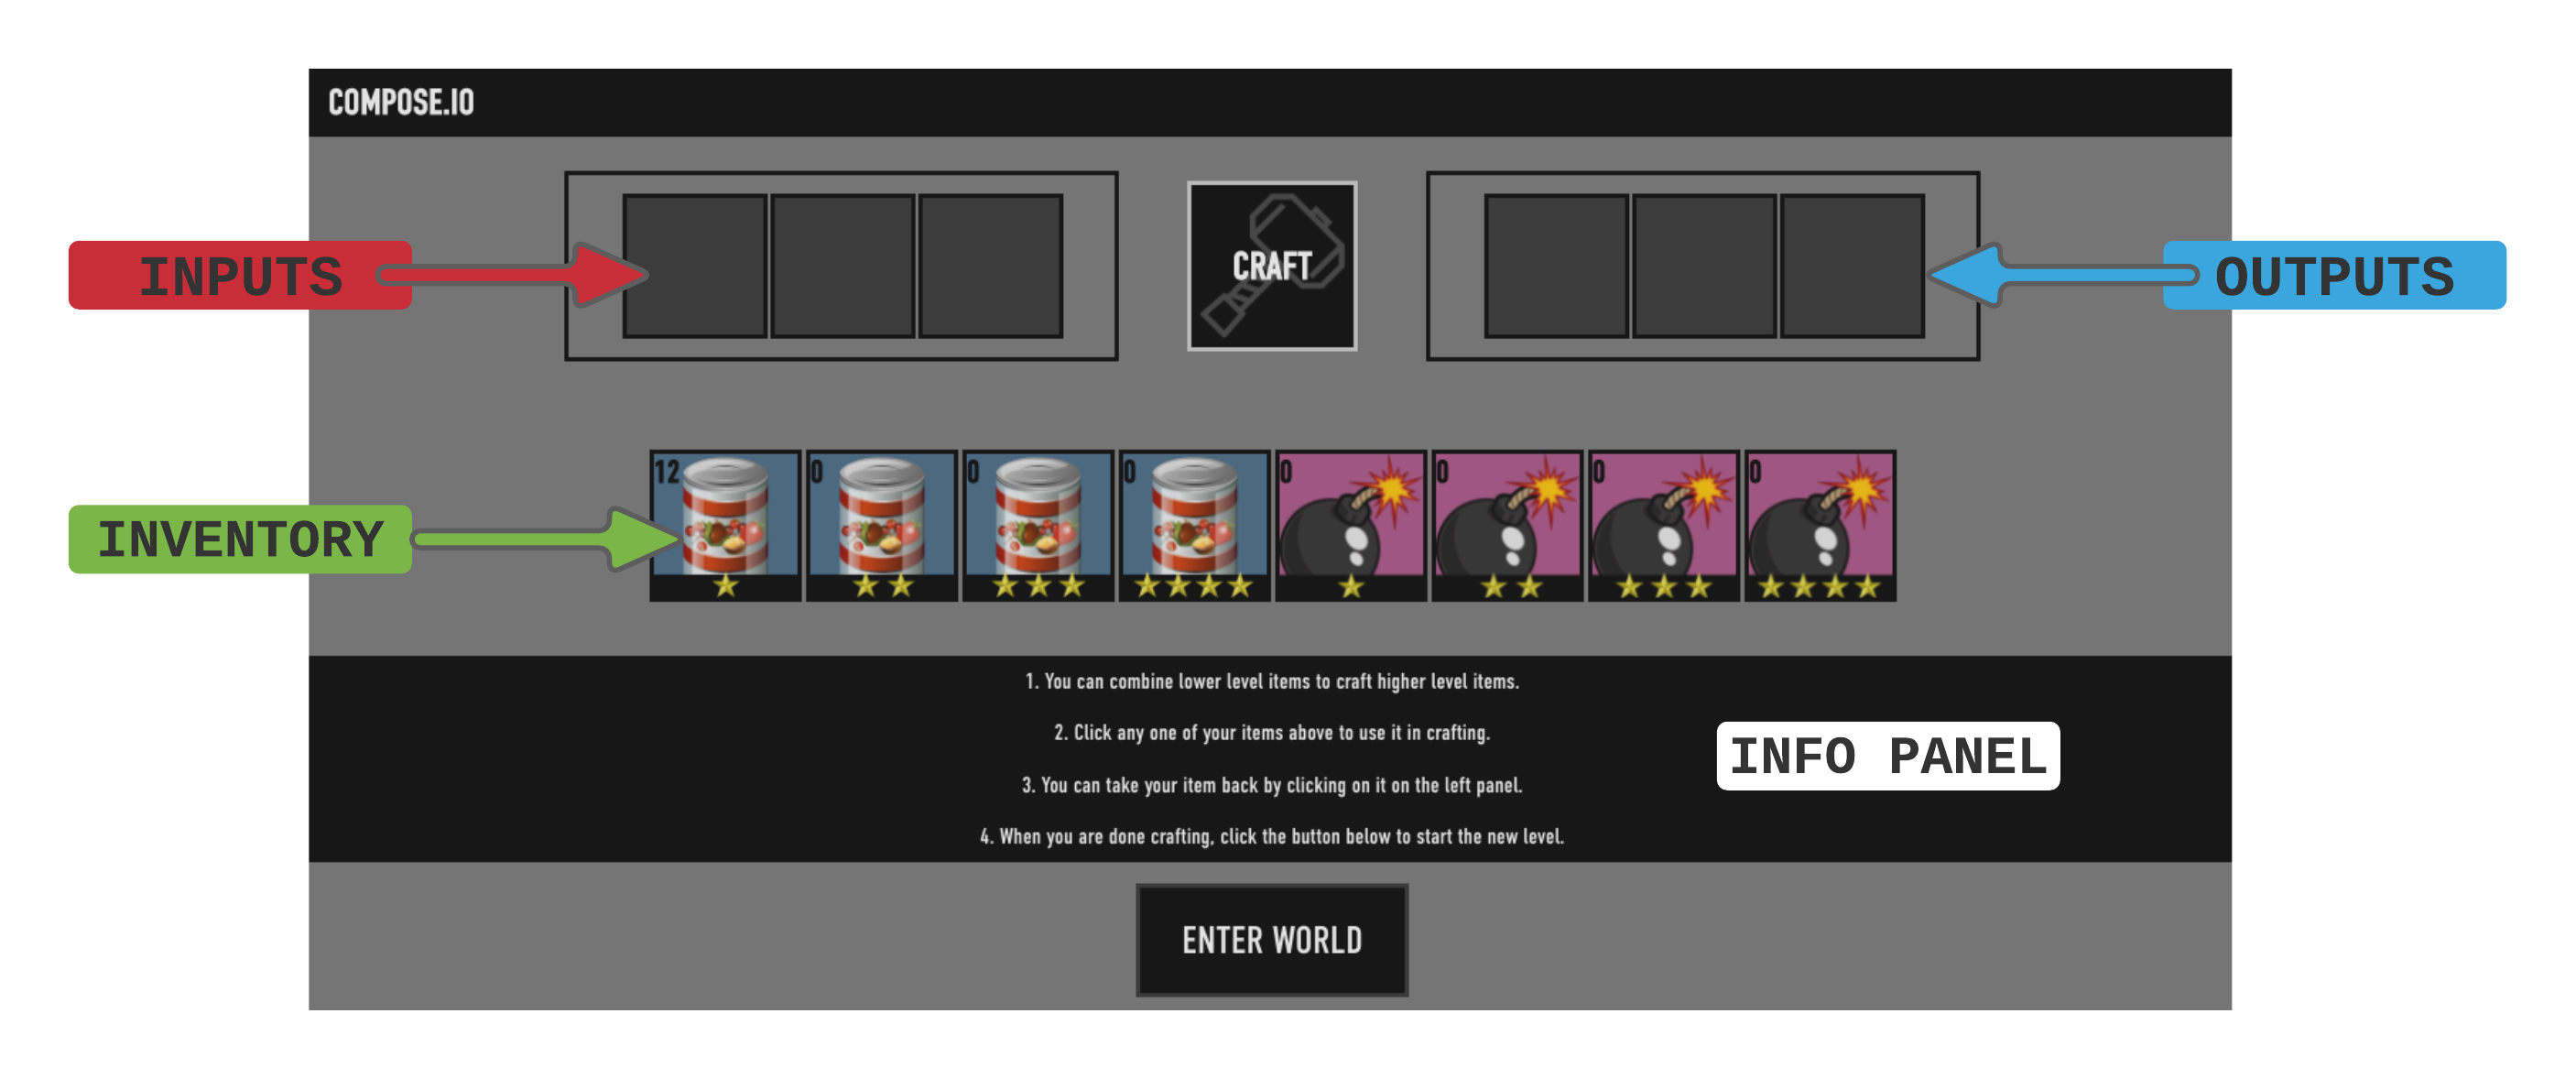 COMPOSE.IO
INPUTS
CRAFT
OUTPUTS
12
0
0
0
0
0
0
0
INVENTORY
1. You can combine lower level items to craft higher level items.
2. Click any one of your items above to use it in crafting.
INFO PANEL
3. You can take your item back by clicking on it on the left panel.
4. When you are done crafting, click the button below to start the new level.
ENTER WORLD